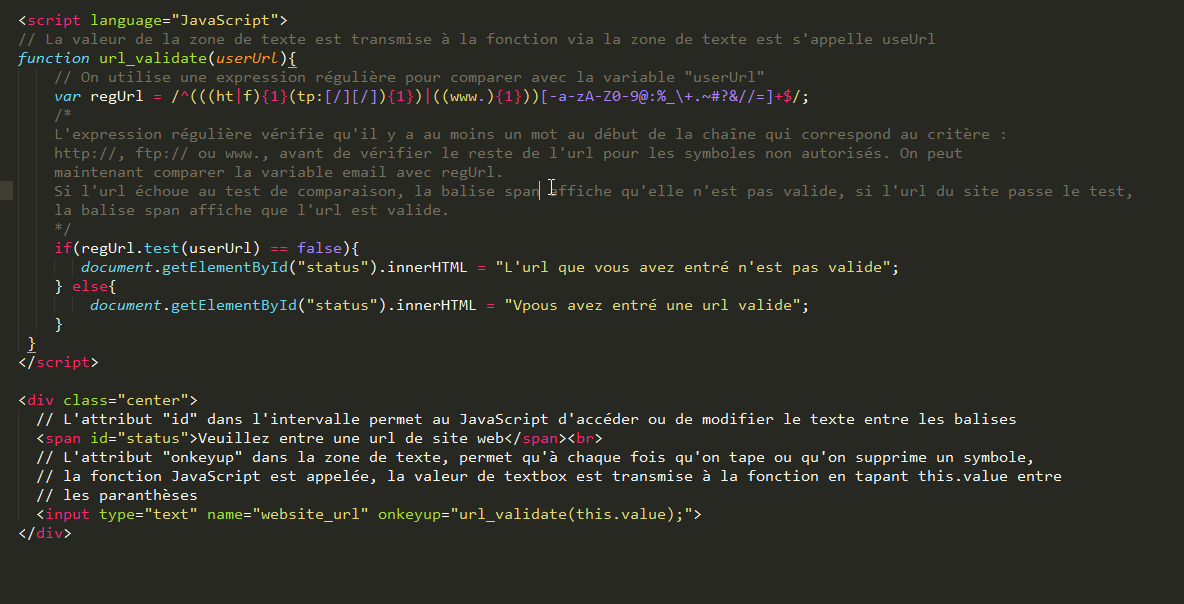 <script language="JavaScript">
// La valeur de la zone de texte est transmise à la fonction via la zone de texte est s'appelle useUrl
function url_validate(userUrl){
// On utilise une expression régulière pour comparer avec la variable "userUrl"
var regUrl = /^(((ht|f){1}(tp:[/][/]){1})|((www.){1}))[-a-zA-Z0-9@:%_\+.~#?&//=]+$/;
/*
L'expression régulière vérifie qu'il y a au moins un mot au début de la chaîne qui correspond au critère :
http://, ftp:// ou www., avant de vérifier le reste de l'url pour les symboles non autorisés. On peut
maintenant comparer la variable email avec regUrl.
Si l'url échoue au test de comparaison, la balise span affiche qu'elle n'est pas valide, si l'url du site passe le test,
la balise span affiche que l'url est valide.
*/
if(regUrl.test(userUrl) == false){
document.getElementById("status").innerHTML = "L'url que vous avez entré n'est pas valide";
} else{
document.getElementById("status").innerHTML = "Vpous avez entré une url valide";
}
}
</script>
<div class="center">
// L'attribut "id" dans l'intervalle permet au JavaScript d'accéder ou de modifier le texte entre les balises
<span id="status">Veuillez entre une url de site web</span><br>
// L'attribut "onkeyup" dans la zone de texte, permet qu'à chaque fois qu'on tape ou qu'on supprime un symbole,
// la fonction JavaScript est appelée, la valeur de textbox est transmise à la fonction en tapant this.value entre
// les paranthèses
<input type="text" name="website_url" onkeyup="url_validate(this.value);">
</div>